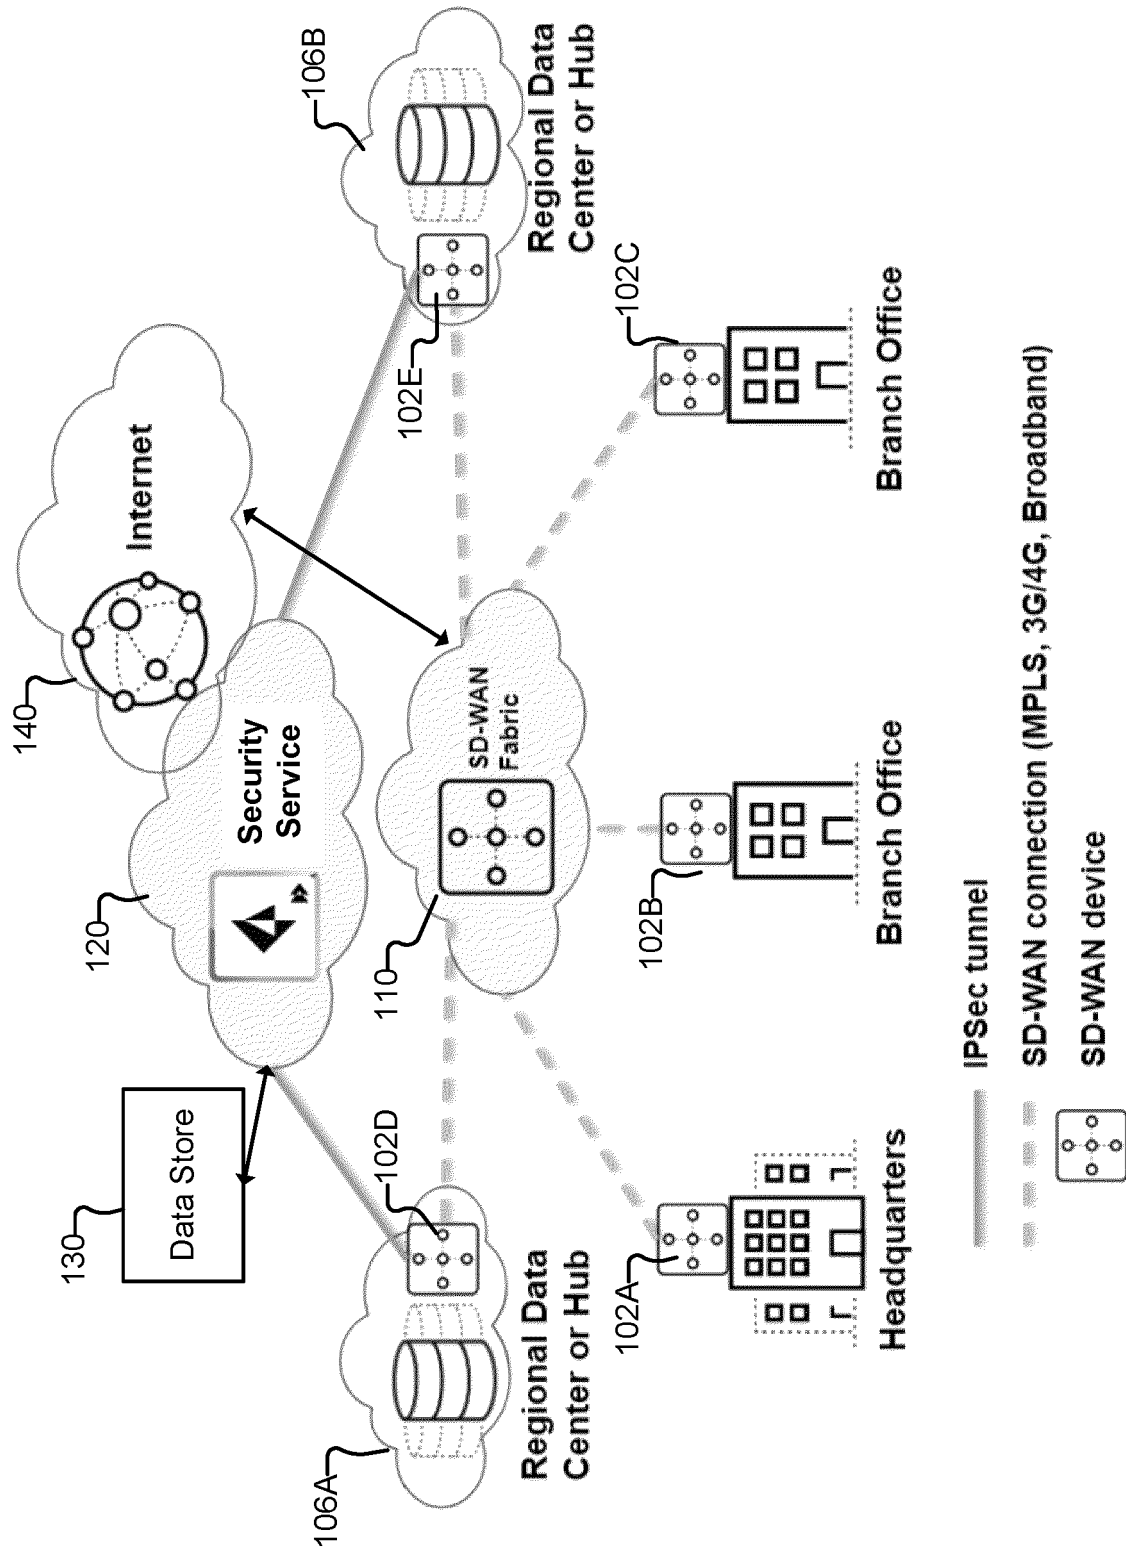 140
Internet
106B
120
Security
Service
130
Data Store
102E
Regional Data
Center or Hub
106A
102D
Regional Data
Center or Hub
110
SD-WAN
Fabric
102A
Headquarters
102B
Branch Office
102C
Branch Office
IPSec tunnel
SD-WAN connection (MPLS, 3G/4G, Broadband)
SD-WAN device